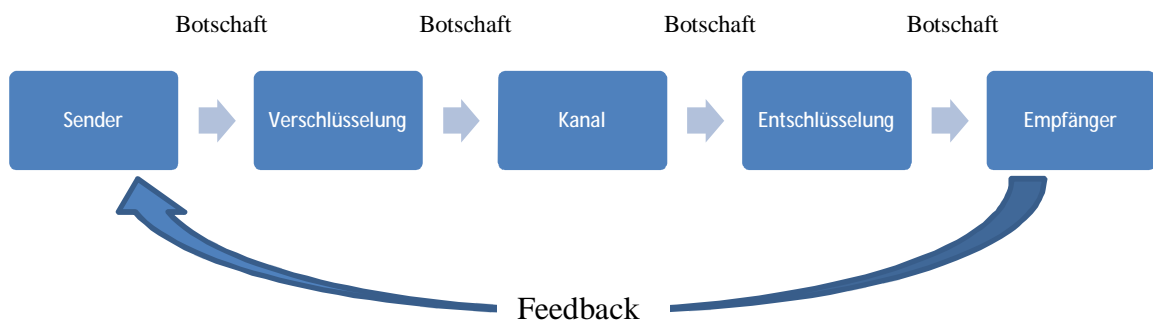 Botschaft Botschaft Botschaft Botschaft
Sender Verschlüsselung Kanal Entschlüsselung Empfänger
Feedback